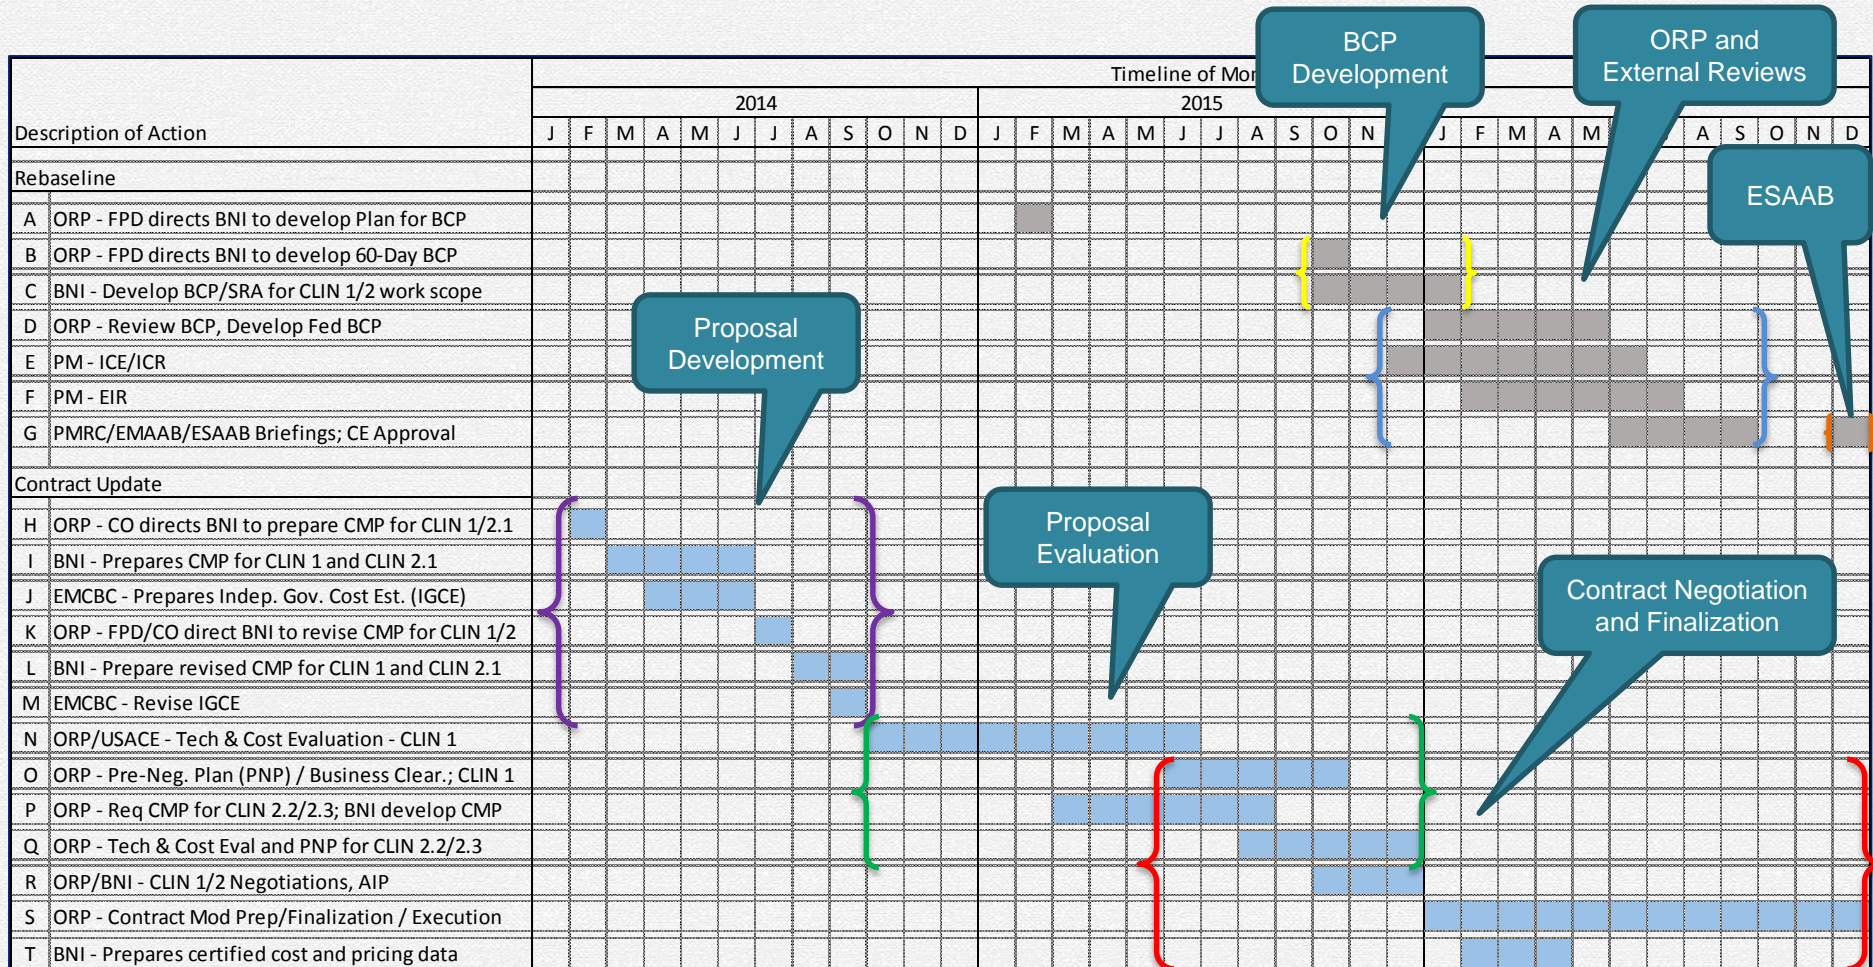 BCP
Development
ORP and
External Reviews
Timeline of Mor
2014
2015
Description of Action
J F M A M J J A S O N D J F M A M J J A S O N J F M A M A S O N D
ESAAB
Rebaseline
A ORP - FPD directs BNI to develop Plan for BCP
B ORP - FPD directs BNI to develop 60-Day BCP
C BNI - Develop BCP/SRA for CLIN 1/2 work scope
D ORP - Review BCP, Develop Fed BCP
E PM - ICE/ICR
F PM - EIR
G PMRC/EMAAB/ESAAB Briefings; CE Approval
Proposal
Development
Contract Update
H ORP - CO directs BNI to prepare CMP for CLIN 1/2.1
I BNI - Prepares CMP for CLIN 1 and CLIN 2.1
J EMCBC - Prepares Indep. Gov. Cost Est. (IGCE)
K ORP - FPD/CO direct BNI to revise CMP for CLIN 1/2
L BNI - Prepare revised CMP for CLIN 1 and CLIN 2.1
M EMCBC - Revise IGCE
N ORP/USACE - Tech & Cost Evaluation - CLIN 1
O ORP - Pre-Neg. Plan (PNP) / Business Clear.; CLIN 1
P ORP - Req CMP for CLIN 2.2/2.3; BNI develop CMP
Q ORP - Tech & Cost Eval and PNP for CLIN 2.2/2.3
R ORP/BNI - CLIN 1/2 Negotiations, AIP
S ORP - Contract Mod Prep/Finalization / Execution
T BNI - Prepares certified cost and pricing data
Proposal
Evaluation
Contract Negotiation
and Finalization